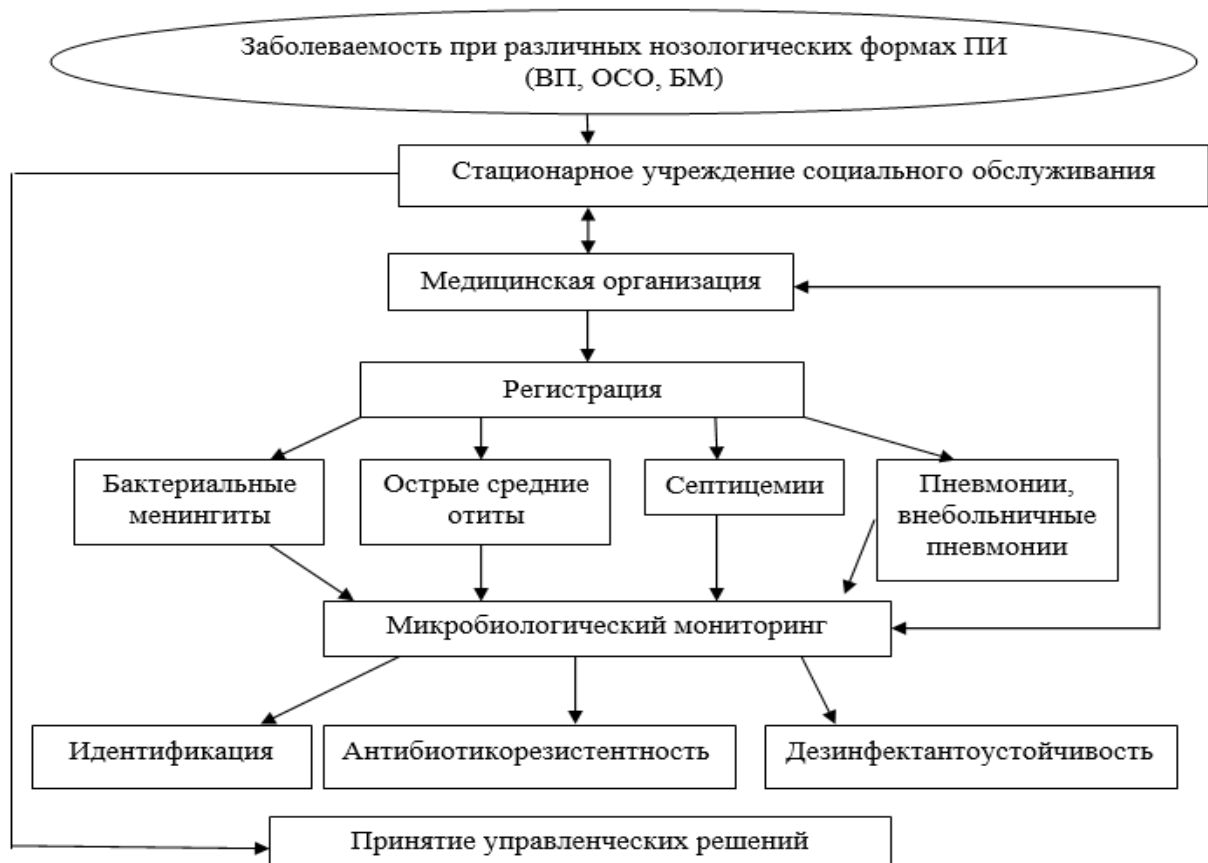 Заболеваемость при различных нозологических формах ПИ
(ВП, ОСО, БМ)
Стационарное учреждение социального обслуживания
Медицинская организация
Регистрация
Бактериальные
менингиты
Острые средние
отиты
Септицемии
Пневмонии,
внебольничные
пневмонии
Микробиологический мониторинг
Идентификация
Антибиотикорезистентность
Дезинфектантоустойчивость
Принятие управленческих решений